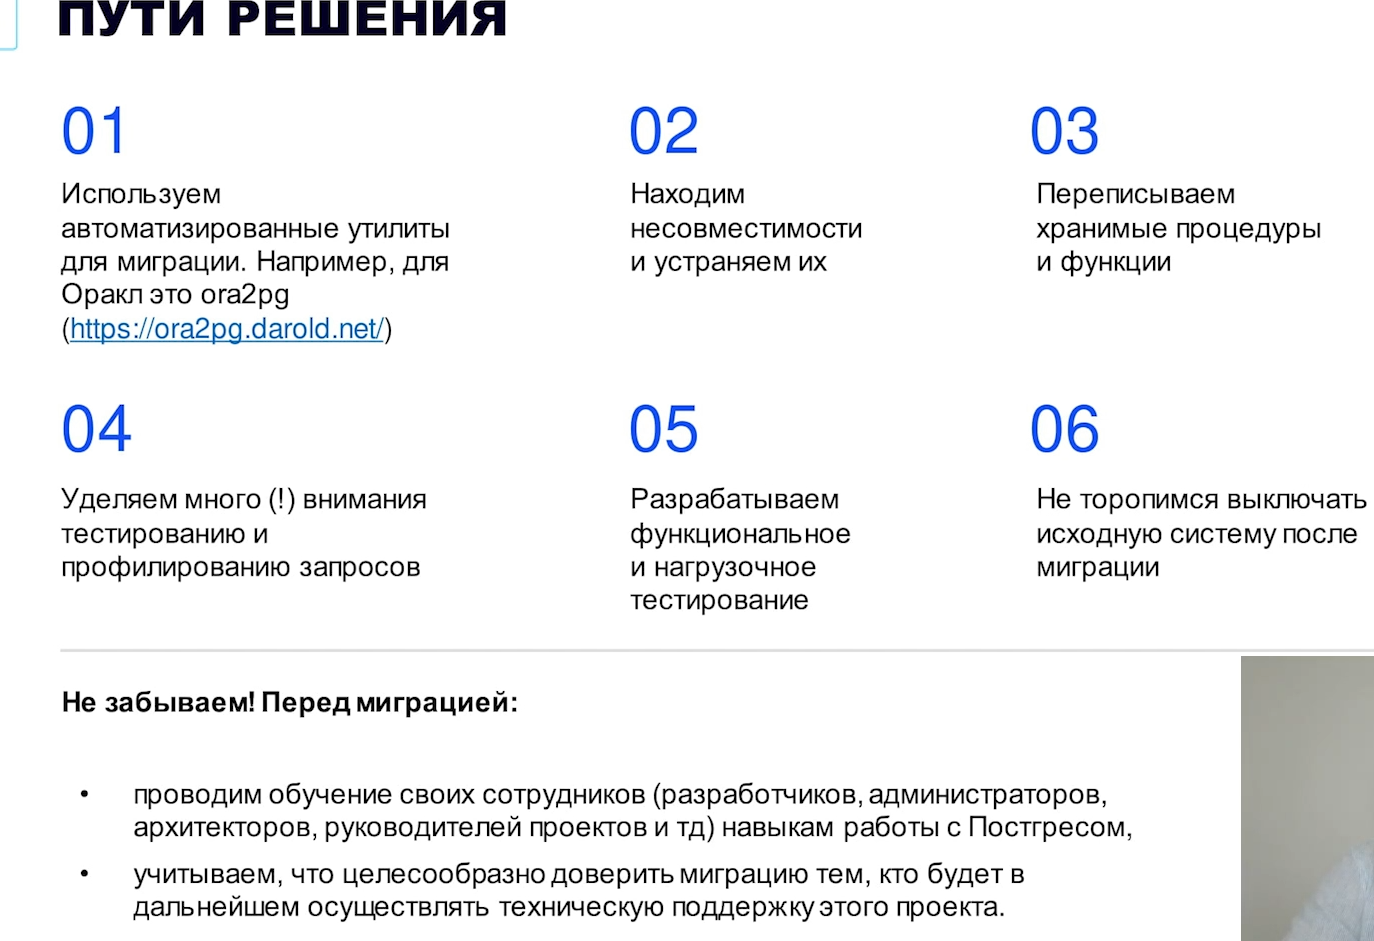 ПУТИ РЕШЕНИЯ
01
Используем
автоматизированные утилиты
для миграции. Например, для
Оракл это ora2pg
(https://ora2pg.darold.net/)
02
Находим
несовместимости
и устраняем их
03
Переписываем
хранимые процедуры
и функции
04
Уделяем много (!) внимания
тестированию и
профилированию запросов
05
Разрабатываем
функциональное
и нагрузочное
тестирование
06
Не торопимся выключать
исходную систему после
миграции
Не забываем! Перед миграцией:
• проводим обучение своих сотрудников (разработчиков, администраторов,
архитекторов, руководителей проектов и тд) навыкам работы с Постгресом,
• учитываем, что целесообразно доверить миграцию тем, кто будет в
дальнейшем осуществлять техническую поддержку этого проекта.